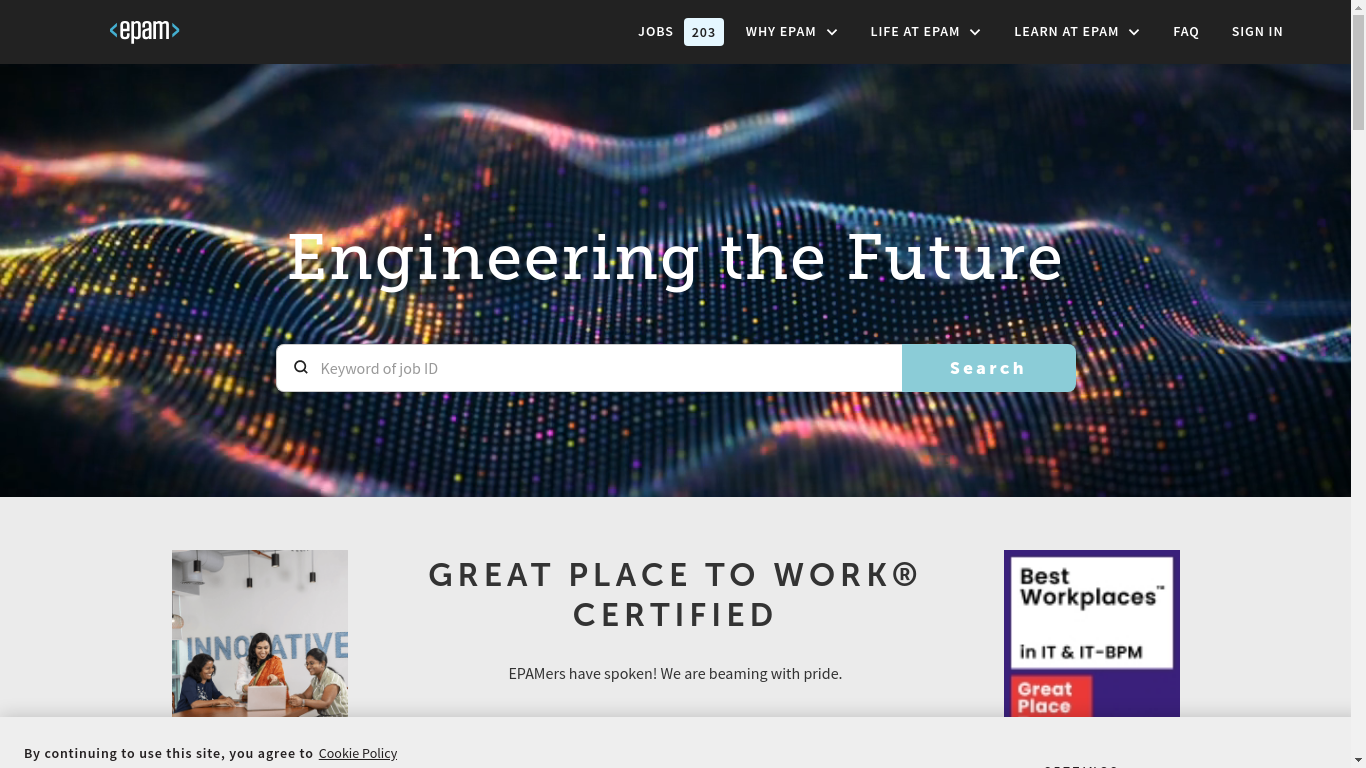 <epam>
JOBS 203 WHY EPAM LIFE AT EPAM LEARN AT EPAM FAQ SIGN IN
Engineering the Future
Keyword of job ID Search
GREAT PLACE TO WORK®
CERTIFIED
EPAMers have spoken! We are beaming with pride.
INNOVATIVE
Best
Workplaces™
in IT & IT-BPM
Great
Place
By continuing to use this site, you agree to Cookie Policy